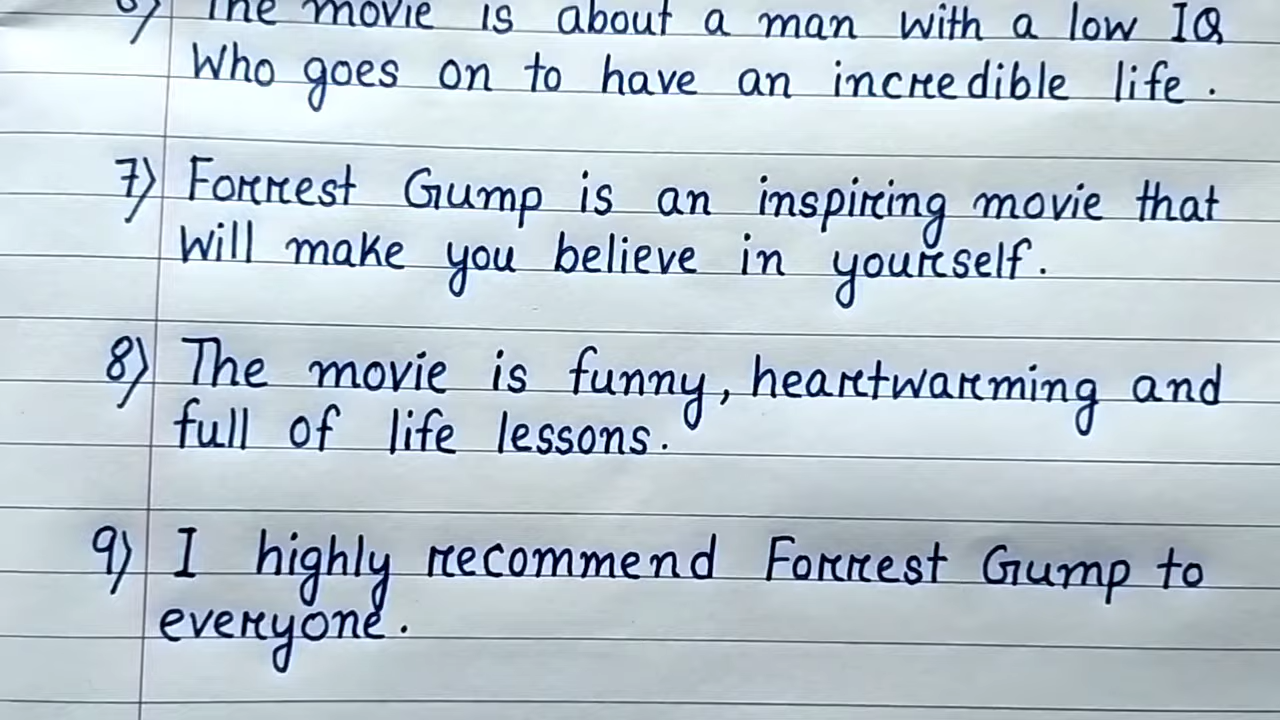 6) The movie is about a man with a low IQ
Who goes on to have an incredible life.
7) Forrest Gump is an inspiring movie that
will make you believe in yourself.
8) The movie is funny, heartwarming and
full of life lessons.
9) I highly recommend Forrest Gump to
everyone.